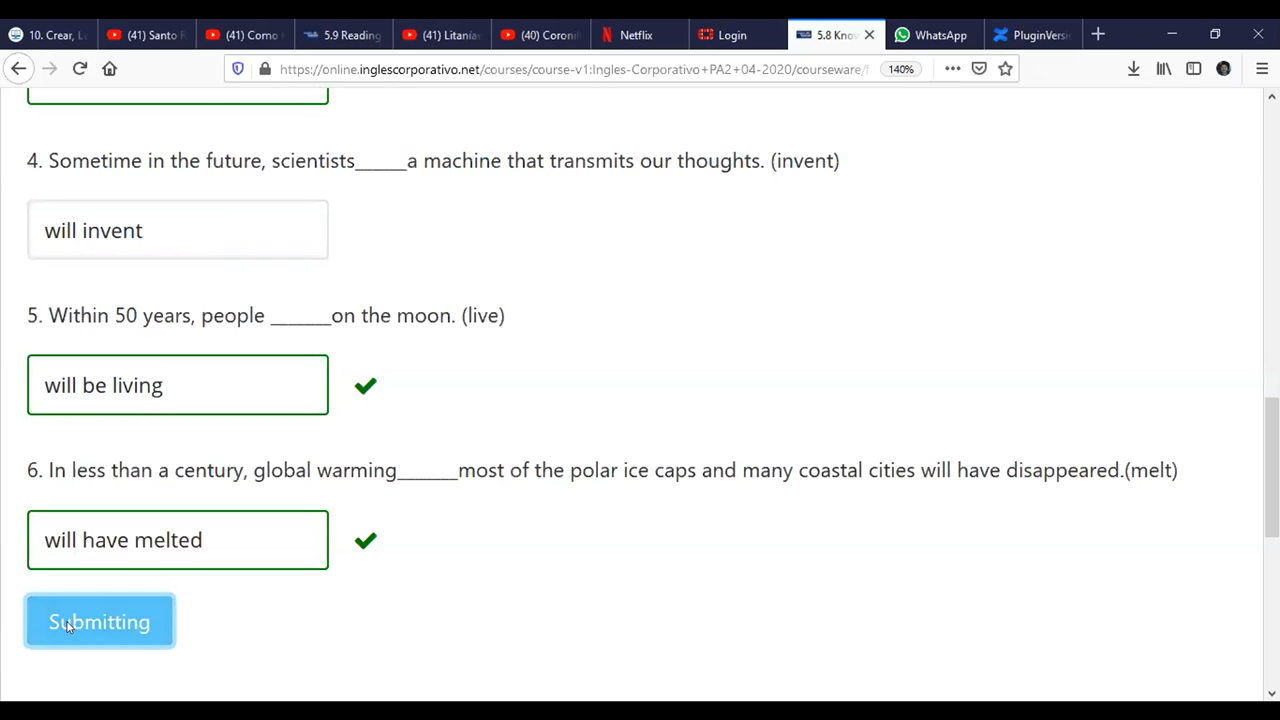 10. Crear, L
(41) Santo R
(41) Como
5.9 Reading
(41) Litanía
(40) Coroni
Netflix
Login
5.8 Know
WhatsApp
PluginVersi
https://online.inglescorporativo.net/courses/course-v1:Ingles-Corporativo+PA2+04-2020/courseware/
140%
4. Sometime in the future, scientists_____a machine that transmits our thoughts. (invent)
will invent
5. Within 50 years, people ______on the moon. (live)
will be living
6. In less than a century, global warming______most of the polar ice caps and many coastal cities will have disappeared.(melt)
will have melted
Submitting